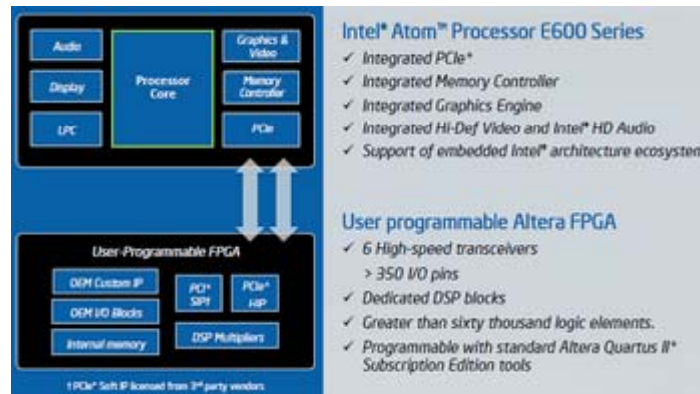 Audio
Graphics &
Video
Processor
Core
Display
Memory
Controller
LPC
PCIe
User-Programmable FPGA
OEM Custom IP
PCI*
SIP†
PCIe*
HIP
OEM I/O Blocks
Internal memory
DSP Multipliers
† PCIe* Soft IP licensed from 3rd party vendors
Intel® Atom™ Processor E600 Series
✓ Integrated PCIe*
✓ Integrated Memory Controller
✓ Integrated Graphics Engine
✓ Integrated Hi-Def Video and Intel® HD Audio
✓ Support of embedded Intel® architecture ecosystem
User programmable Altera FPGA
✓ 6 High-speed transceivers
> 350 I/O pins
✓ Dedicated DSP blocks
✓ Greater than sixty thousand logic elements.
✓ Programmable with standard Altera Quartus II*
Subscription Edition tools